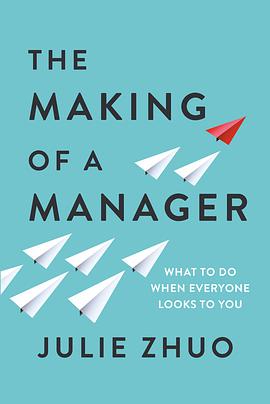 THE
MAKING
OF A
MANAGER
WHAT TO DO
WHEN EVERYONE
LOOKS TO YOU
JULIE ZHUO